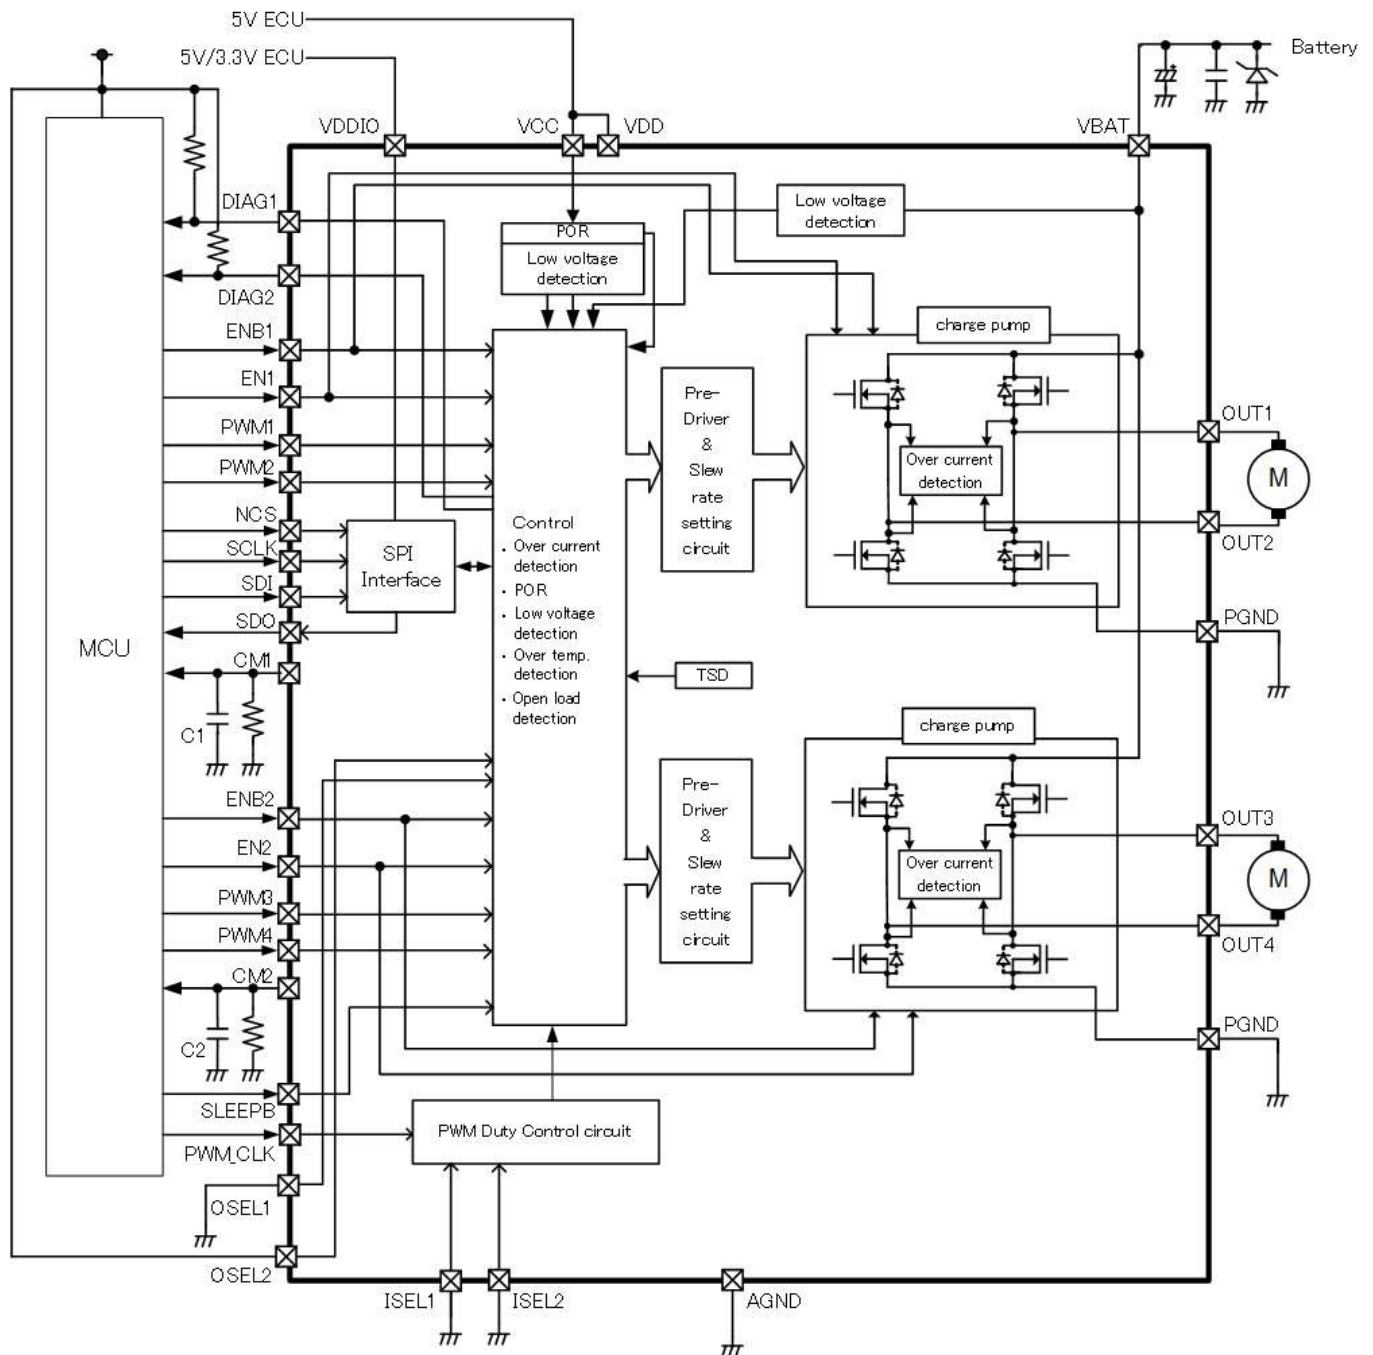 5V ECU
5V/3.3V ECU
Battery
VDDIO
VCC
VDD
VBAT
DIAG1
Low voltage
detection
POR
Low voltage
detection
DIAG2
ENB1
charge pump
EN1
Pre-
Driver
&
Slew
rate
setting
circuit
OUT1
PWM1
PWM2
Over current
detection
M
NCS
OUT2
SCLK
SPI
Interface
SDI
SDO
Control
. Over current
detection
. POR
. Low voltage
detection
. Over temp.
detection
. Open load
detection
PGND
MCU
CM1
TSD
C1
charge pump
ENB2
Pre-
Driver
&
Slew
rate
setting
circuit
OUT3
EN2
Over current
detection
M
PWM3
PWM4
OUT4
CM2
C2
PGND
SLEEPB
PWM_CLK
PWM Duty Control circuit
OSEL1
OSEL2
ISEL1
ISEL2
AGND